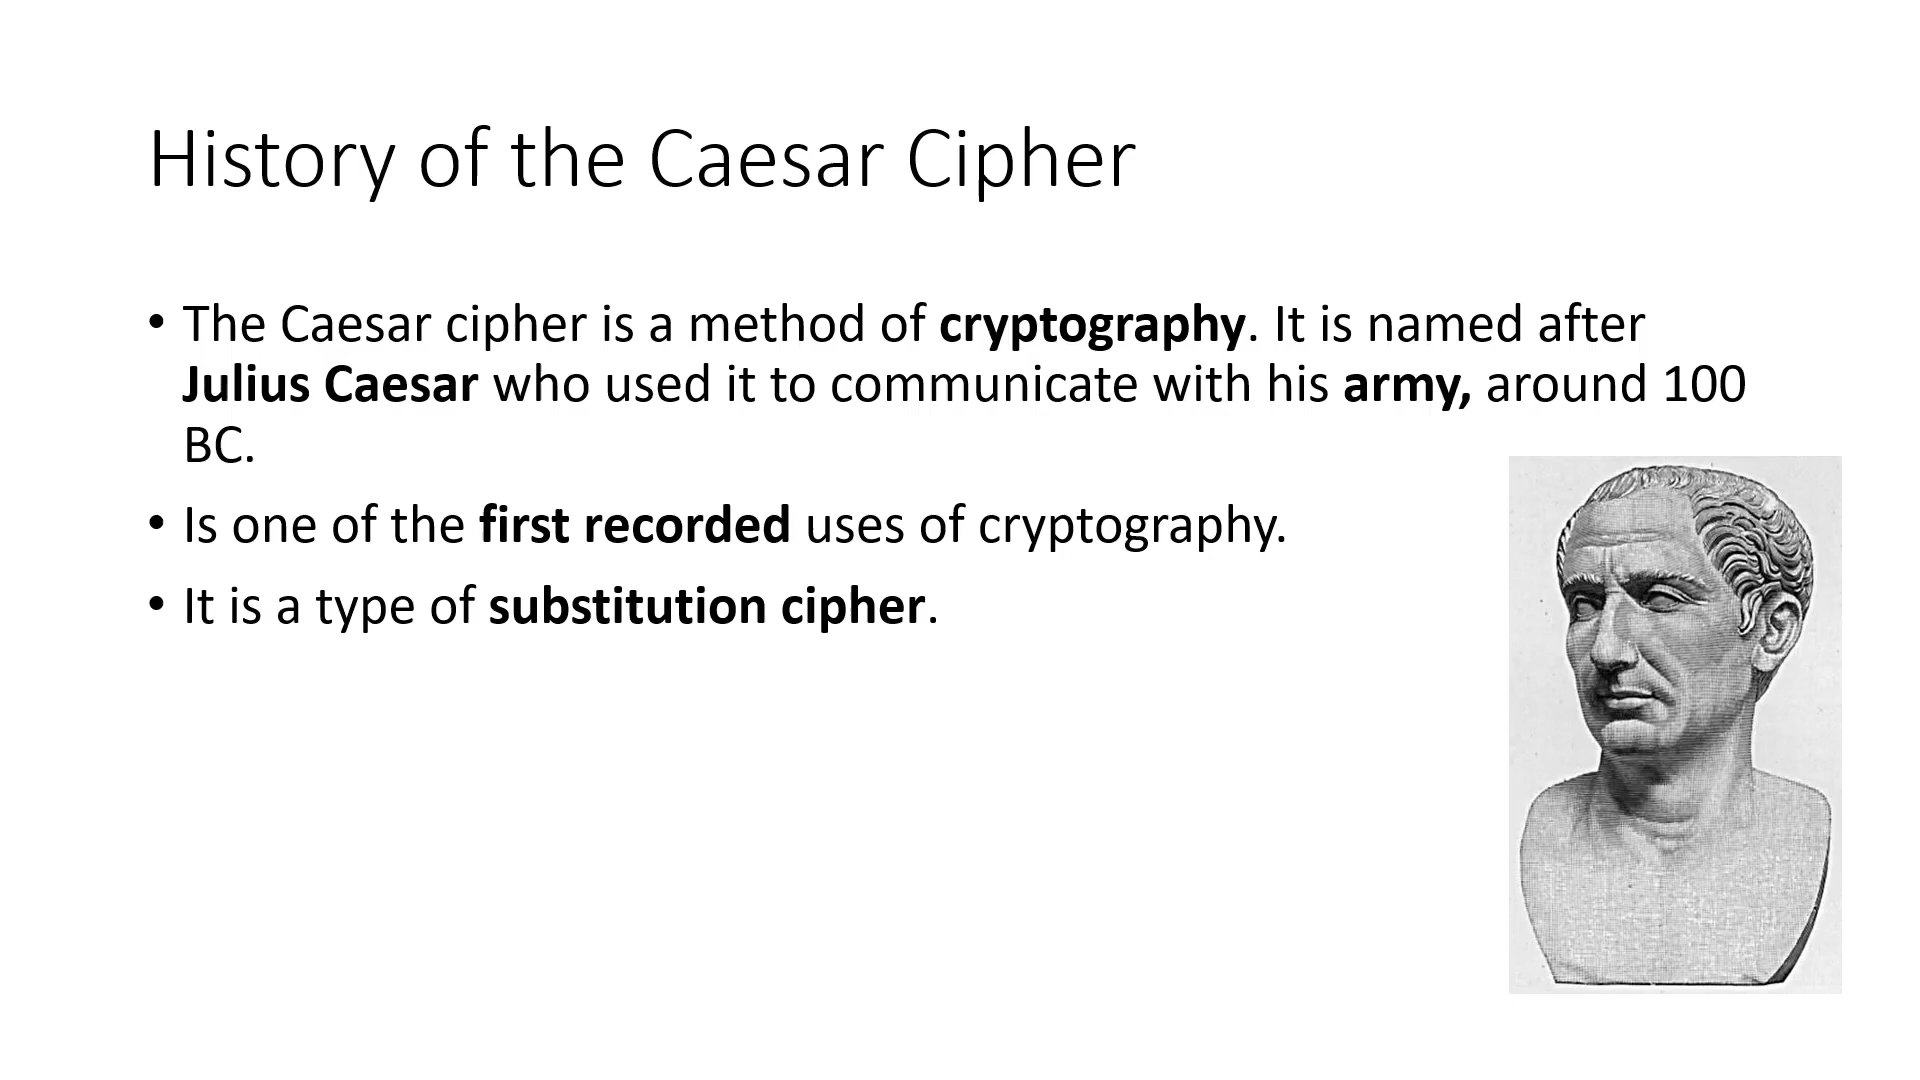 History of the Caesar Cipher
• The Caesar cipher is a method of cryptography. It is named after
Julius Caesar who used it to communicate with his army, around 100
BC.
• Is one of the first recorded uses of cryptography.
• It is a type of substitution cipher.